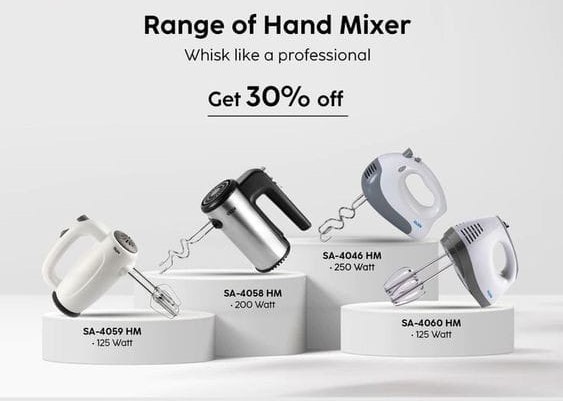 Range of Hand Mixer
Whisk like a professional
Get 30% off
SA-4046 HM
• 250 Watt
SA-4058 HM
• 200 Watt
SA-4059 HM
• 125 Watt
SA-4060 HM
• 125 Watt